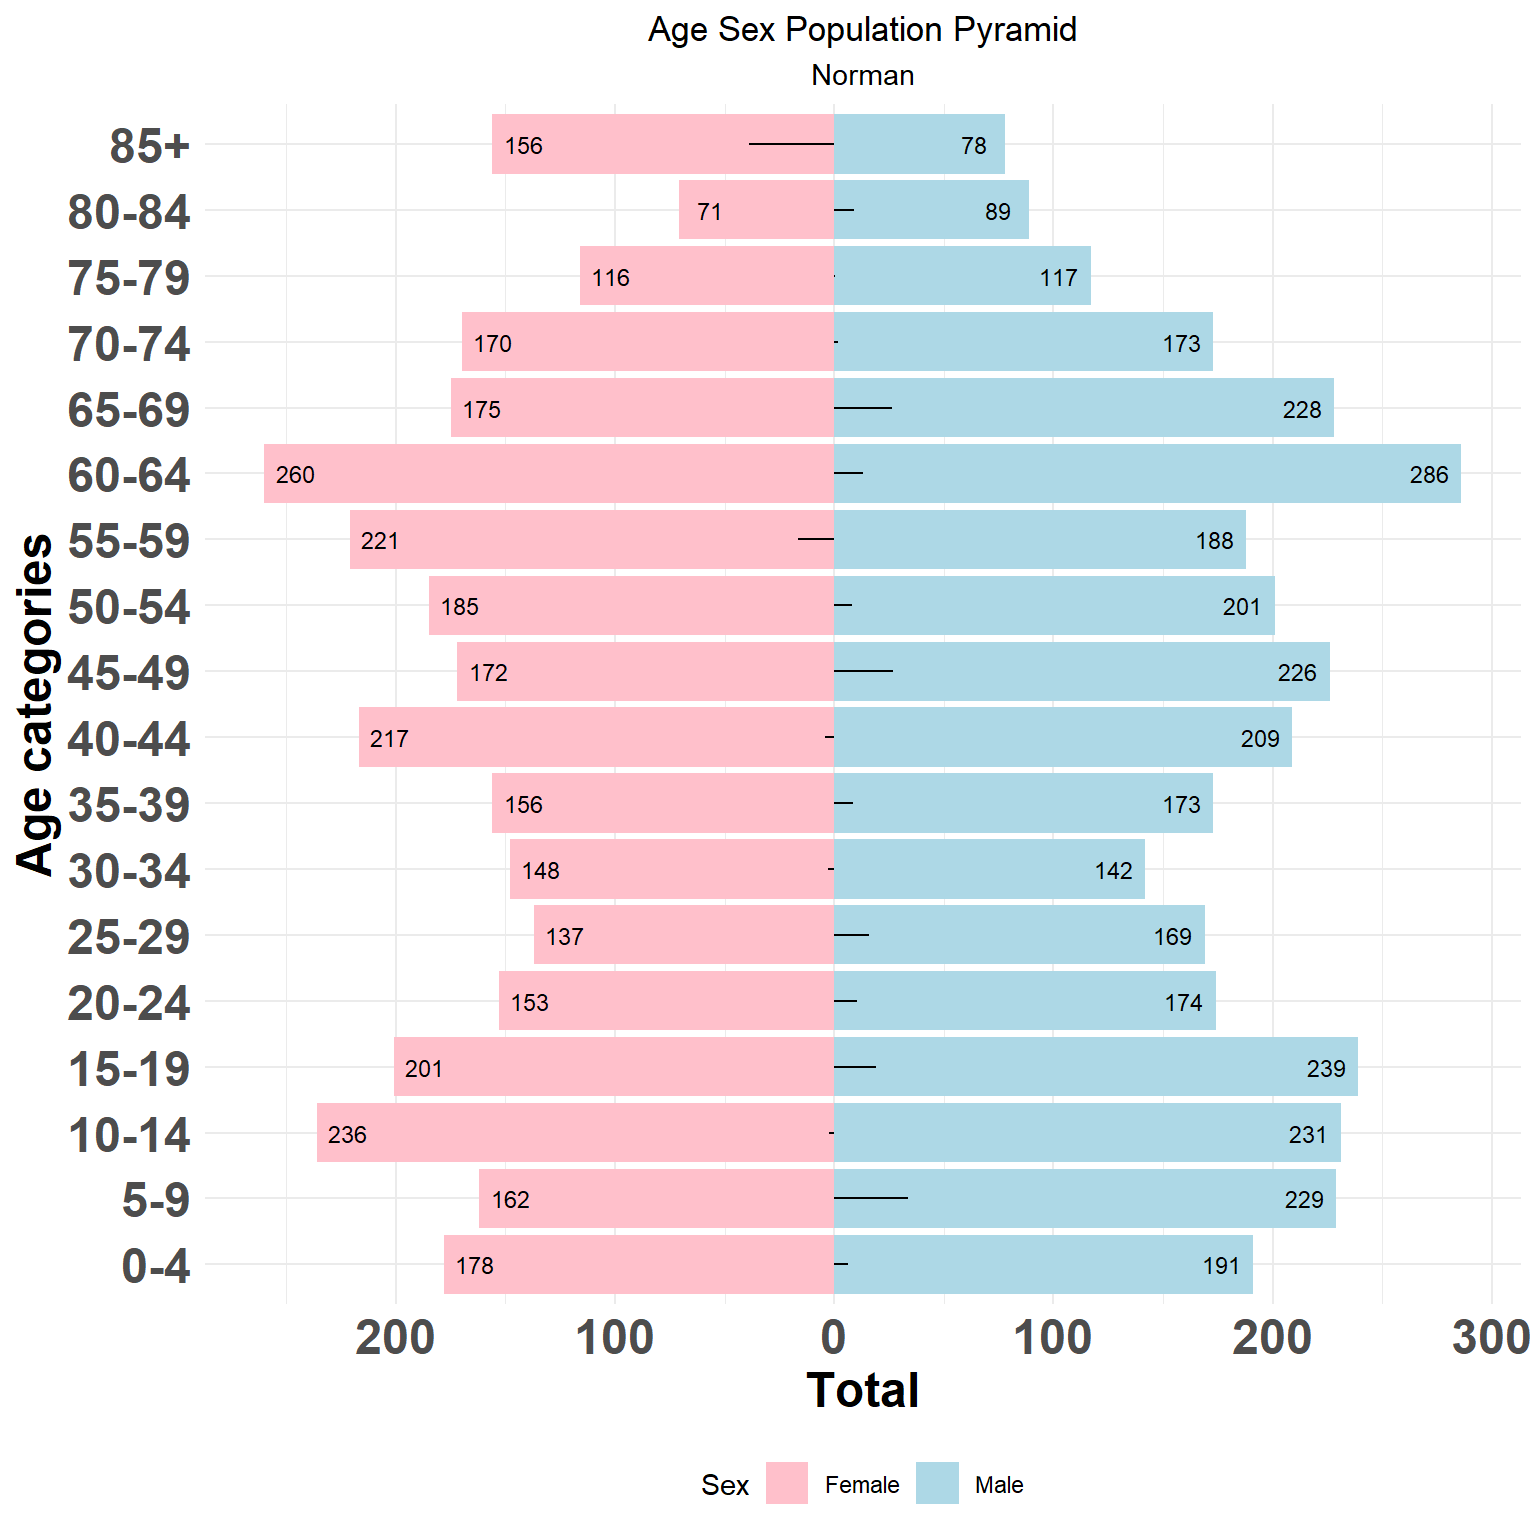 Age Sex Population Pyramid
Norman
Age categories
85+ 156 78
80-84 71 89
75-79 116 117
70-74 170 173
65-69 175 228
60-64 260 286
55-59 221 188
50-54 185 201
45-49 172 226
40-44 217 209
35-39 156 173
30-34 148 142
25-29 137 169
20-24 153 174
15-19 201 239
10-14 236 231
5-9 162 229
0-4 178 191
200 100 0 100 200 300
Total
Sex Female Male